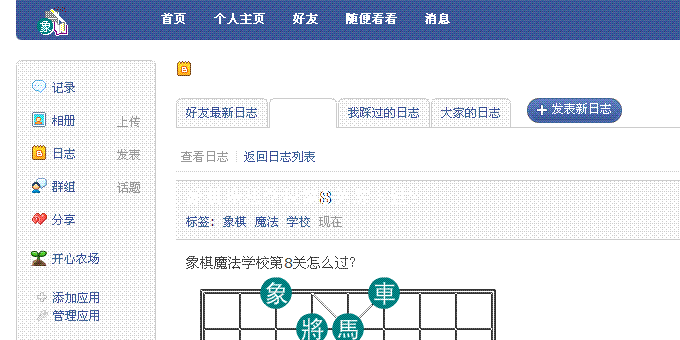 象
首页 个人主页 好友 随便看看 消息
记录
相册 上传
日志 发表
群组 话题
分享
开心农场
添加应用
管理应用
好友最新日志 我踩过的日志 大家的日志 发表新日志
查看日志 返回日志列表
标签: 象棋 魔法 学校 现在
象棋魔法学校第8关怎么过?
象 車
將 馬